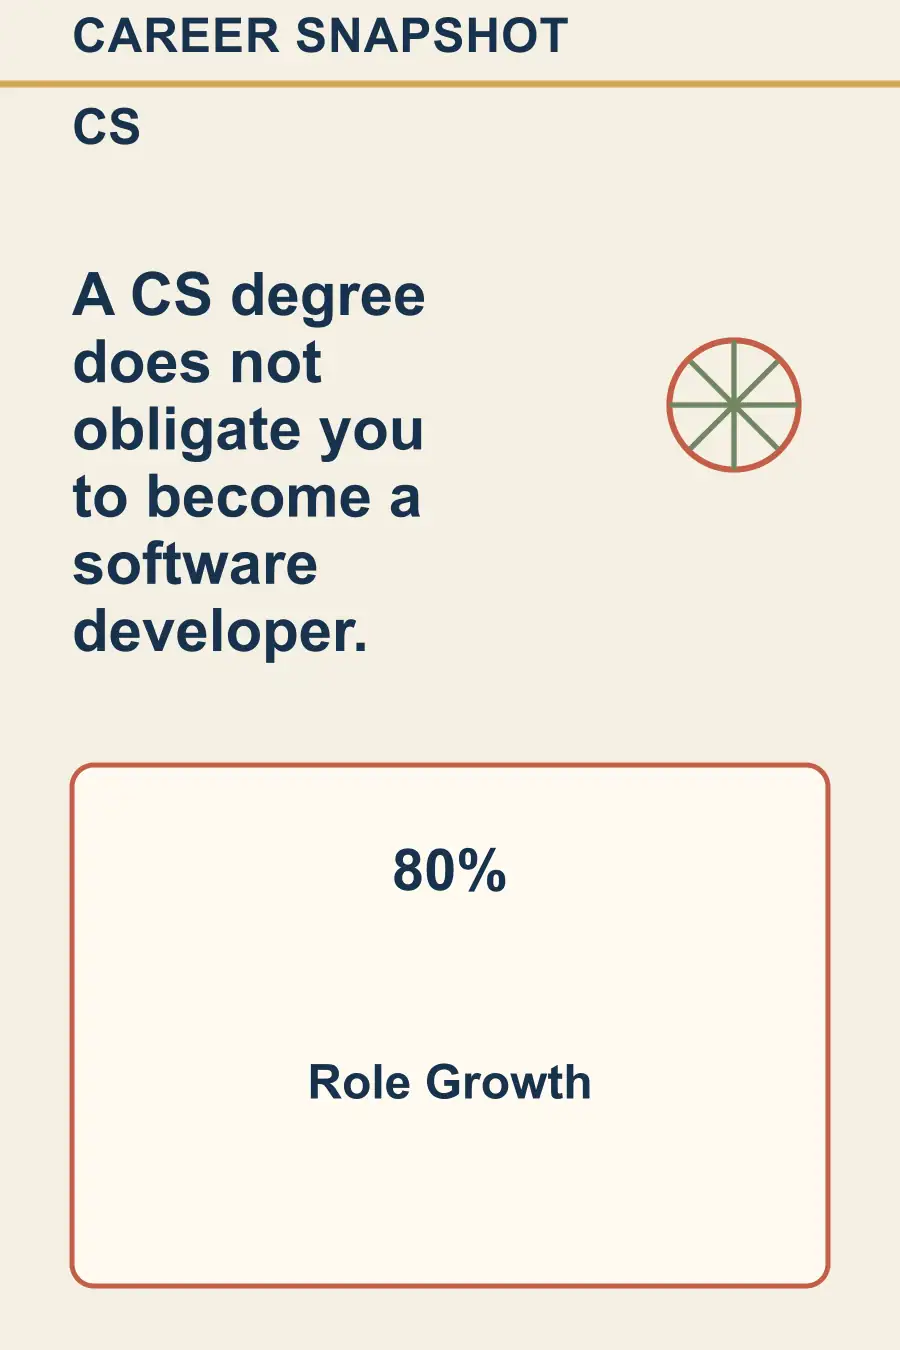 CAREER SNAPSHOT
CS
A CS degree
does not
obligate you
to become a
software
developer.
80%
Role Growth